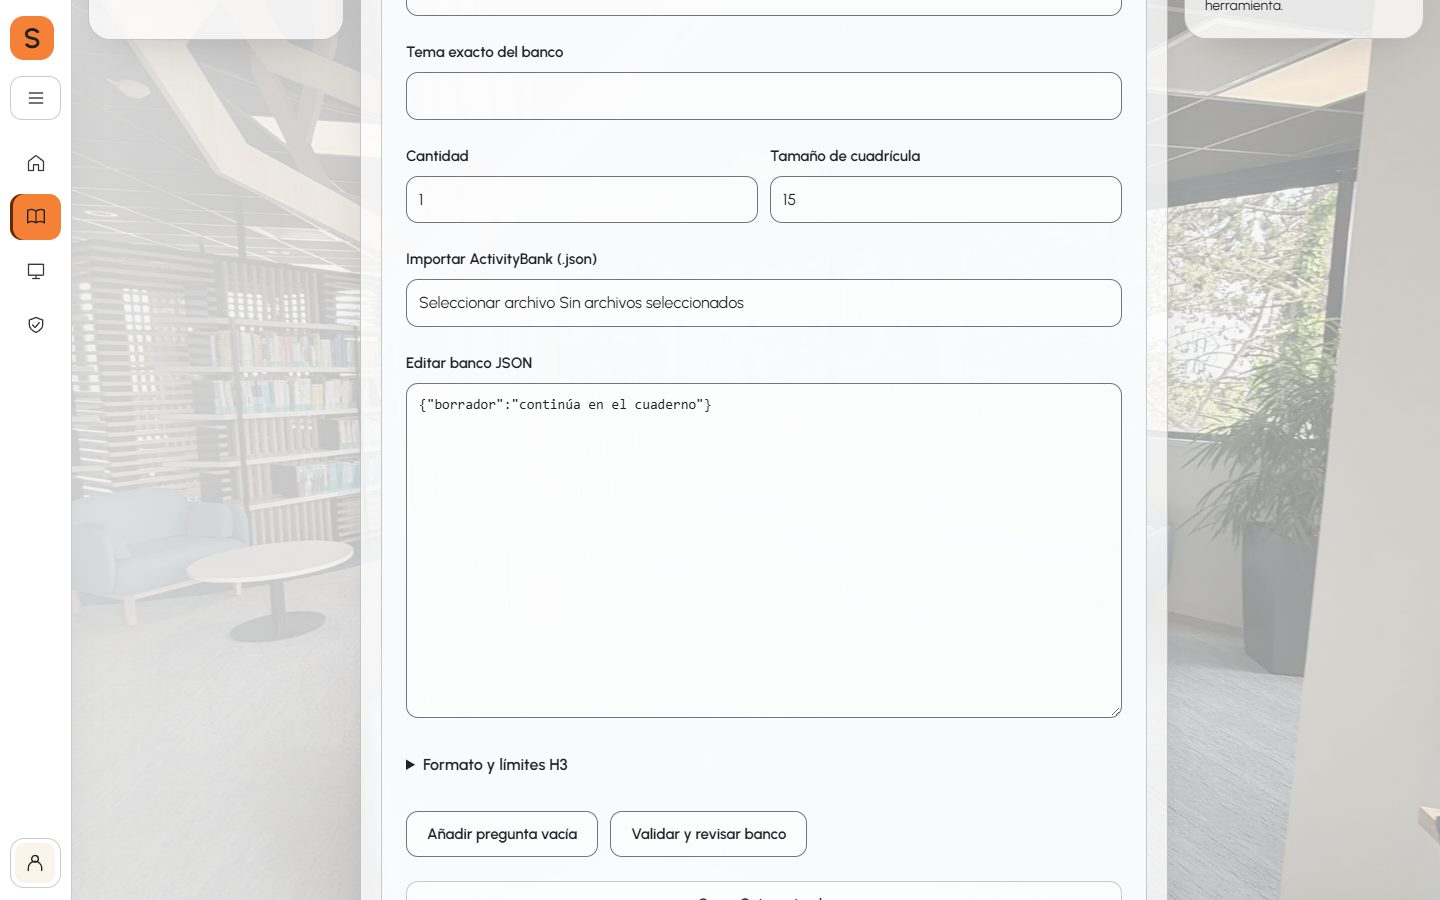 S
herramienta.
Tema exacto del banco
Cantidad
Tamaño de cuadrícula
1
15
Importar ActivityBank (.json)
Seleccionar archivo Sin archivos seleccionados
Editar banco JSON
{"borrador":"continúa en el cuaderno"}
Formato y límites H3
Añadir pregunta vacía
Validar y revisar banco